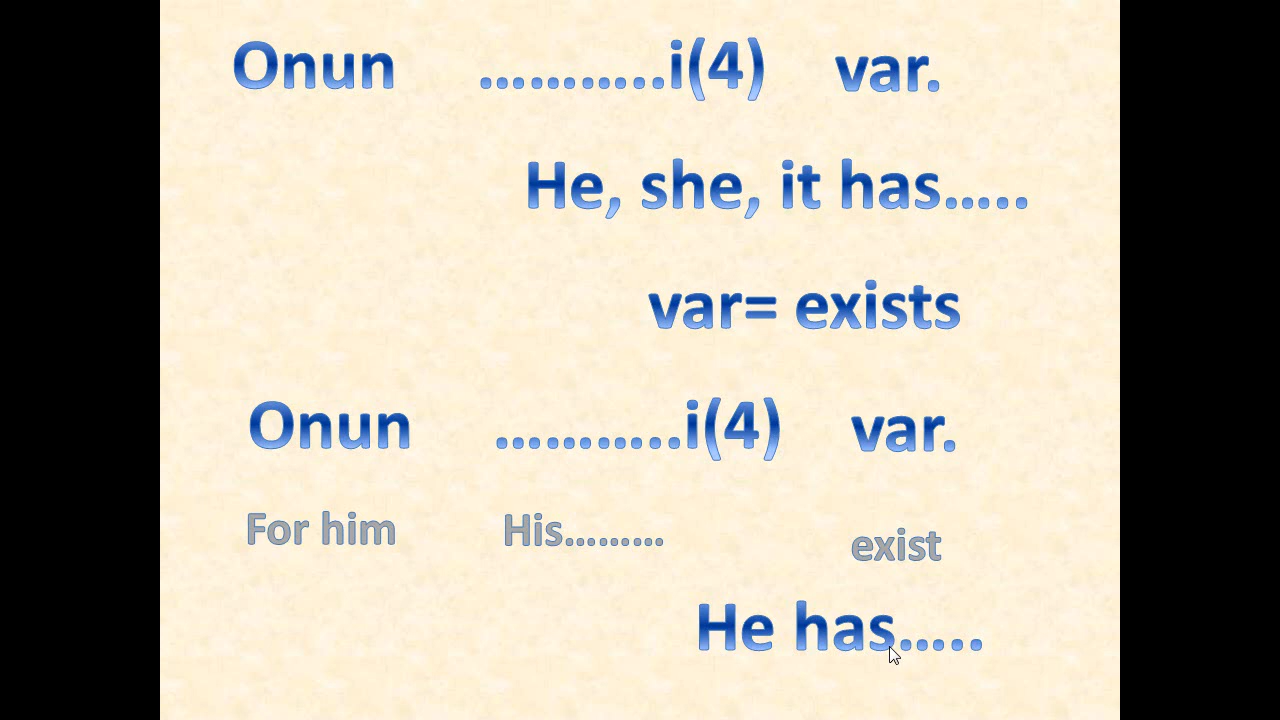 Onun ...........i(4) var.
He, she, it has.....
var= exists
Onun ...........i(4) var.
For him His......... exist
He has.....